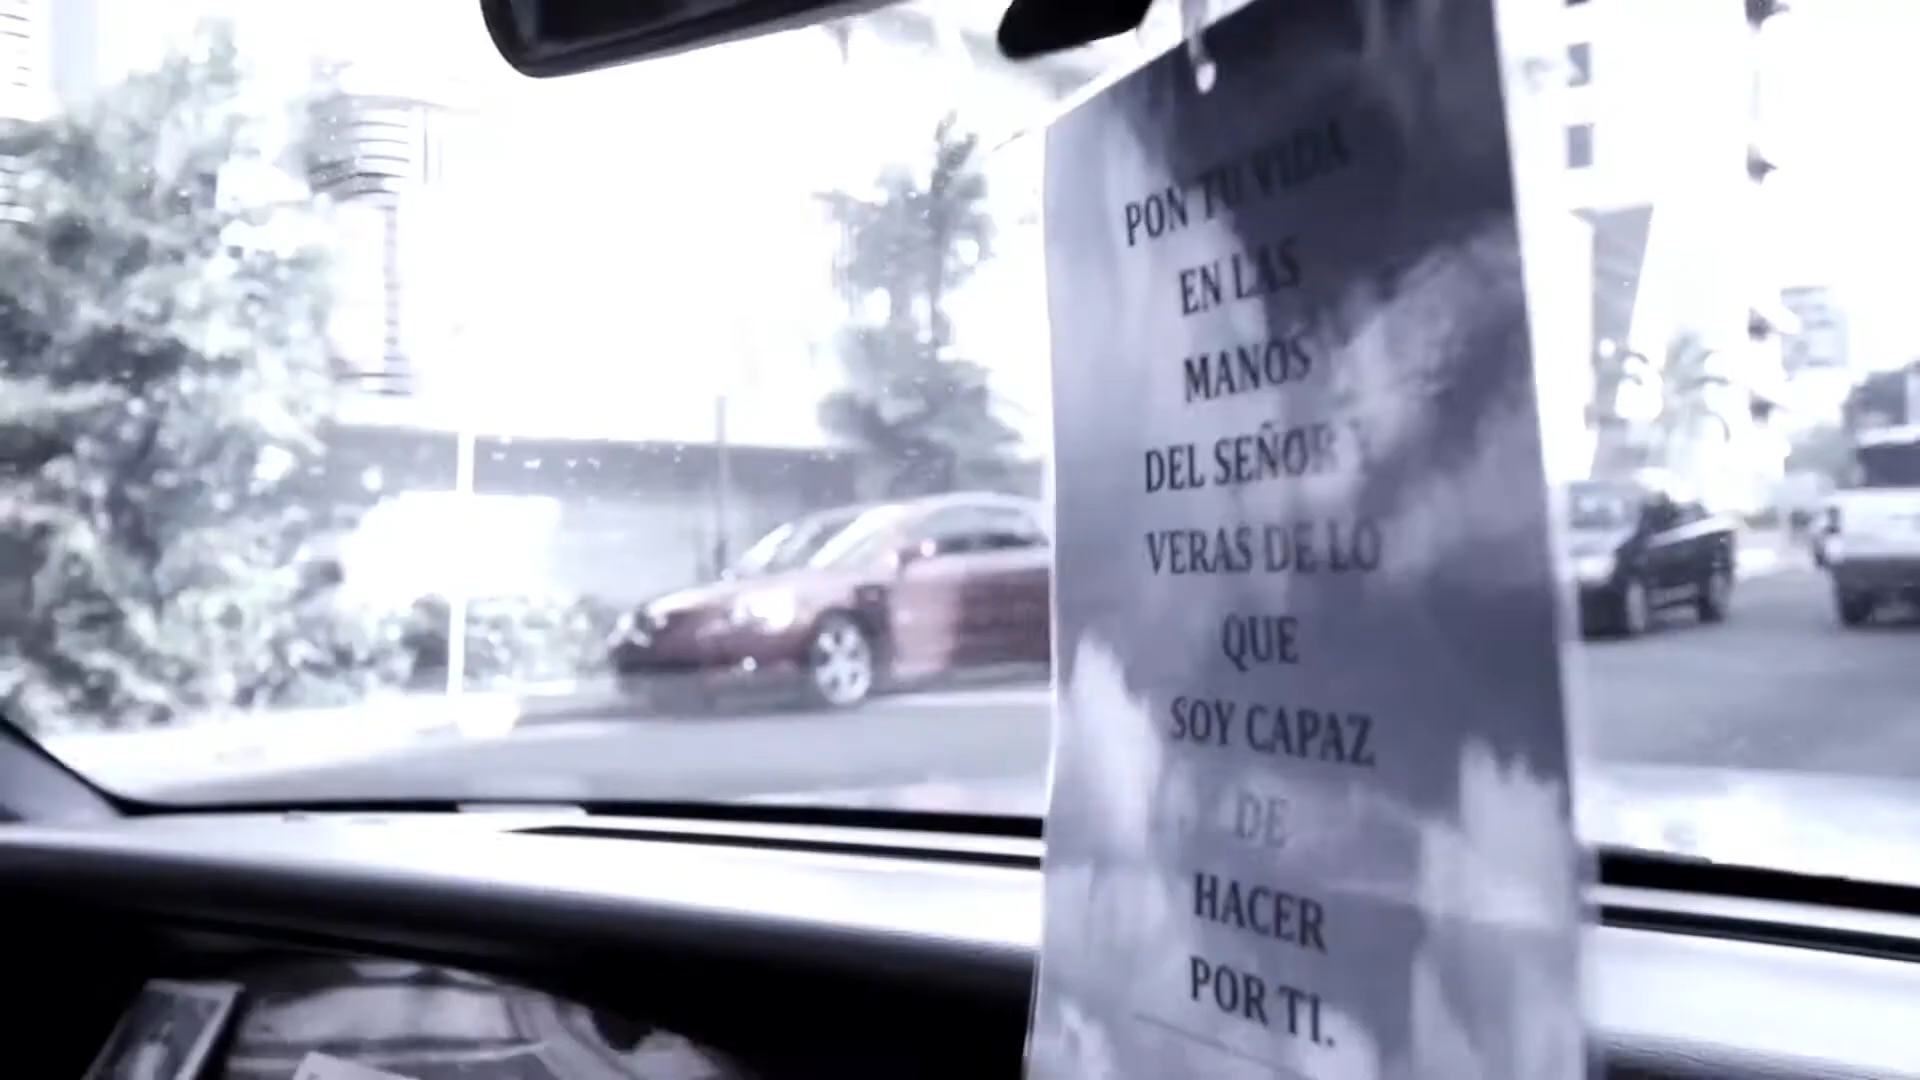 PON TU VIDA
EN LAS
MANOS
DEL SEÑOR Y
VERAS DE LO
QUE
SOY CAPAZ
DE
HACER
POR TI.